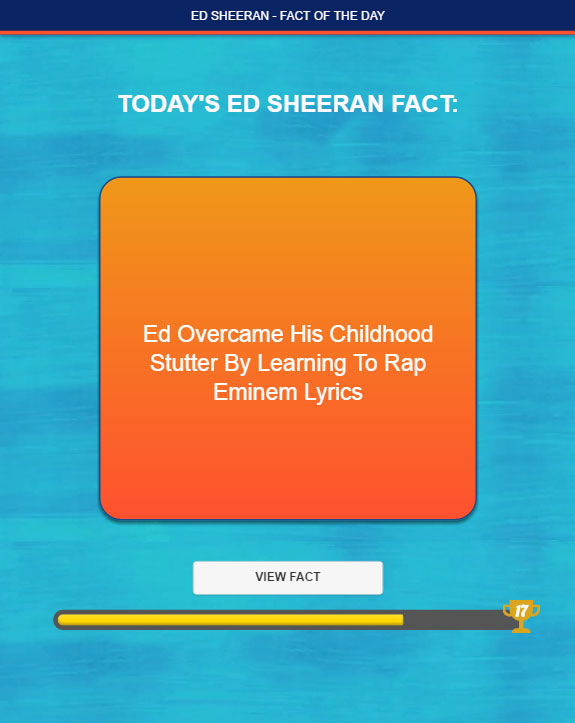 ED SHEERAN - FACT OF THE DAY
TODAY'S ED SHEERAN FACT:
Ed Overcame His Childhood
Stutter By Learning To Rap
Eminem Lyrics
VIEW FACT
17